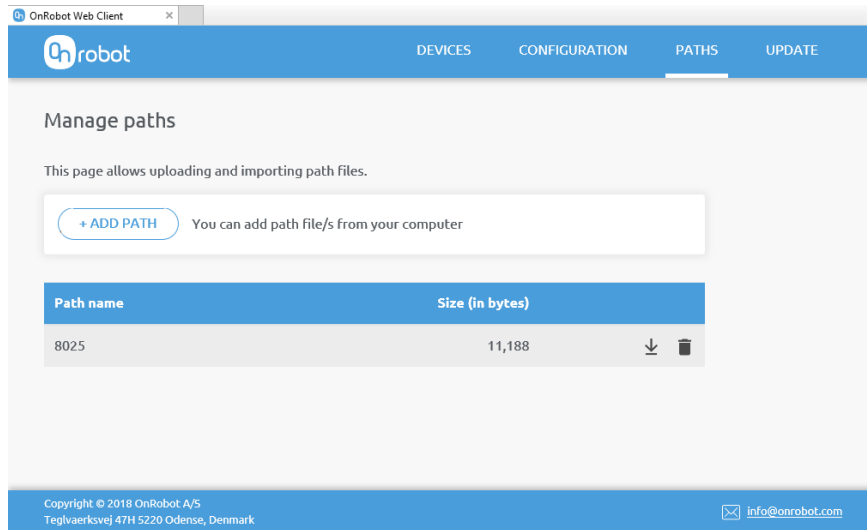 OnRobot Web Client
On robot
DEVICES CONFIGURATION PATHS UPDATE
Manage paths
This page allows uploading and importing path files.
+ ADD PATH You can add path file/s from your computer
Path name Size (in bytes)
8025 11,188
Copyright © 2018 OnRobot A/S
Teglvaerksvej 47H 5220 Odense, Denmark
info@onrobot.com